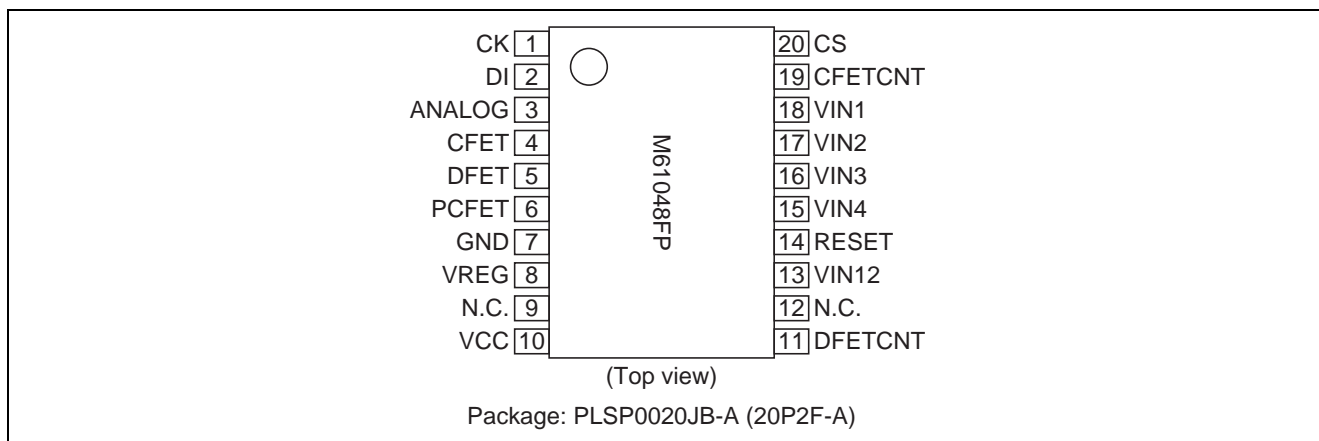 CK 1 20 CS
DI 2 19 CFETCNT
ANALOG 3 18 VIN1
CFET 4 17 VIN2
DFET 5 16 VIN3
PCFET 6 15 VIN4
GND 7 14 RESET
VREG 8 13 VIN12
N.C. 9 12 N.C.
VCC 10 11 DFETCNT
M61048FP
(Top view)
Package: PLSP0020JB-A (20P2F-A)